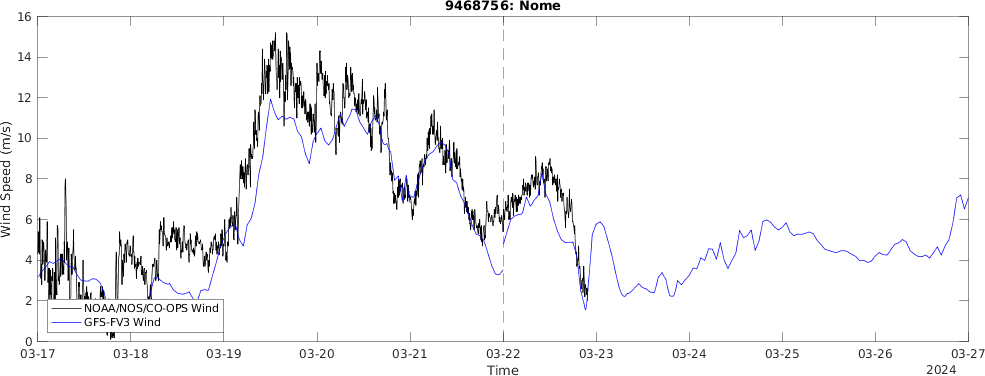 9468756: Nome
Wind Speed (m/s)
16
14
12
10
8
6
4
2
0
NOAA/NOS/CO-OPS Wind
GFS-FV3 Wind
03-17 03-18 03-19 03-20 03-21 03-22 03-23 03-24 03-25 03-26 03-27
Time
2024